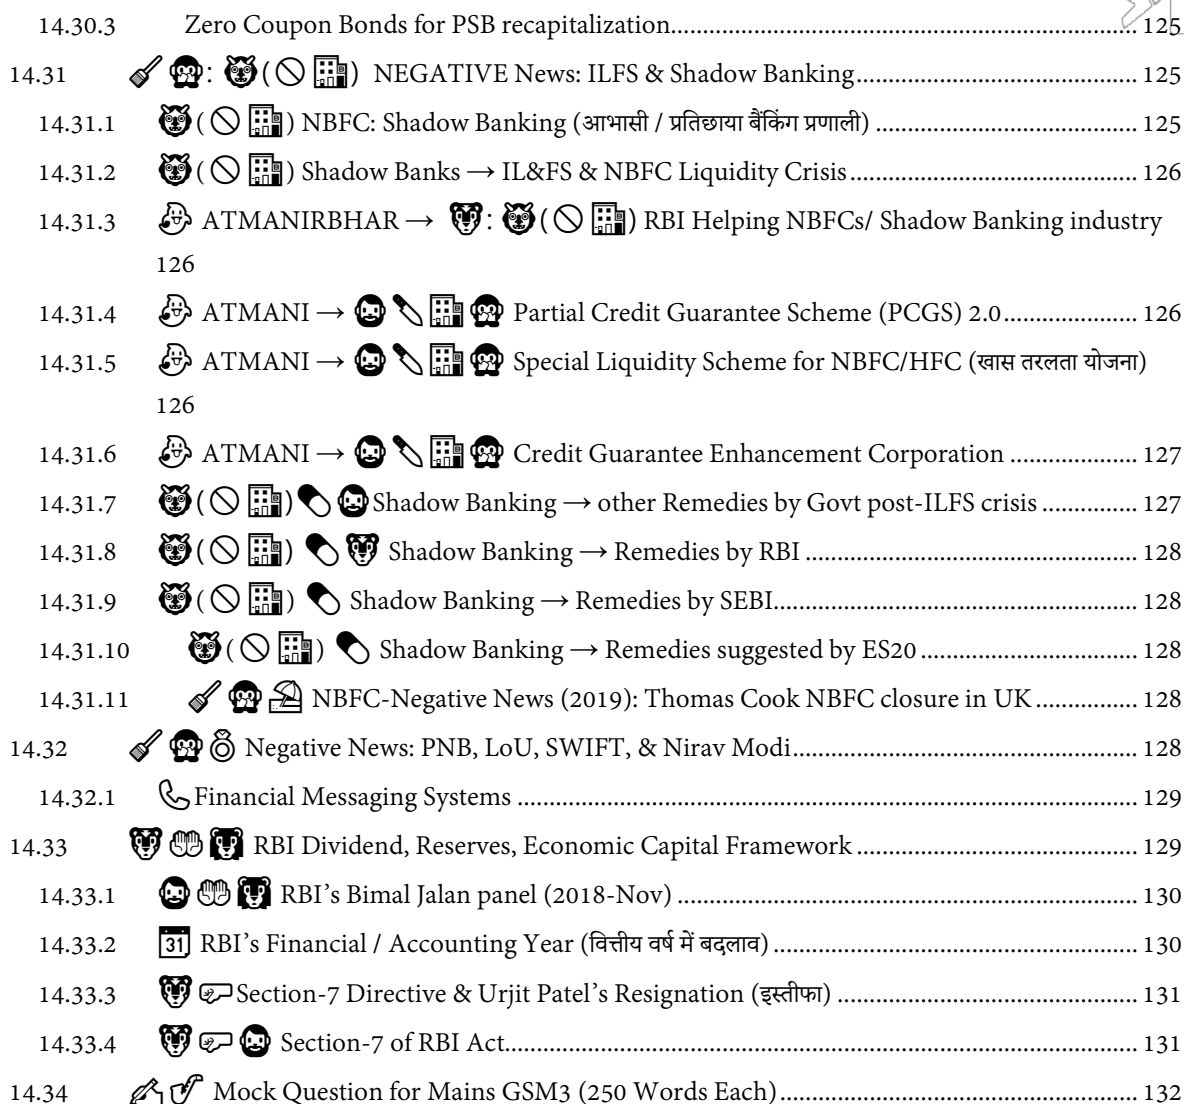 14.30.3 Zero Coupon Bonds for PSB recapitalization 125
14.31 : ( ) NEGATIVE News: ILFS & Shadow Banking 125
14.31.1 ( ) NBFC: Shadow Banking (आभासी / प्रतिछाया बैंकिंग प्रणाली) 125
14.31.2 ( ) Shadow Banks → IL&FS & NBFC Liquidity Crisis 126
14.31.3 ATMANIRBHAR → : ( ) RBI Helping NBFCs/ Shadow Banking industry
126
14.31.4 ATMANI → Partial Credit Guarantee Scheme (PCGS) 2.0 126
14.31.5 ATMANI → Special Liquidity Scheme for NBFC/HFC (खास तरलता योजना)
126
14.31.6 ATMANI → Credit Guarantee Enhancement Corporation 127
14.31.7 ( ) Shadow Banking → other Remedies by Govt post-ILFS crisis 127
14.31.8 ( ) Shadow Banking → Remedies by RBI 128
14.31.9 ( ) Shadow Banking → Remedies by SEBI 128
14.31.10 ( ) Shadow Banking → Remedies suggested by ES20 128
14.31.11 NBFC-Negative News (2019): Thomas Cook NBFC closure in UK 128
14.32 Negative News: PNB, LoU, SWIFT, & Nirav Modi 128
14.32.1 Financial Messaging Systems 129
14.33 RBI Dividend, Reserves, Economic Capital Framework 129
14.33.1 RBI’s Bimal Jalan panel (2018-Nov) 130
14.33.2 31 RBI’s Financial / Accounting Year (वित्तीय वर्ष में बदलाव) 130
14.33.3 Section-7 Directive & Urjit Patel’s Resignation (इस्तीफा) 131
14.33.4 Section-7 of RBI Act 131
14.34 Mock Question for Mains GSM3 (250 Words Each) 132